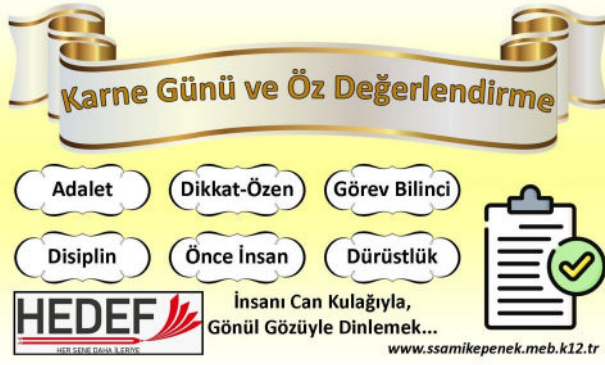 Karne Günü ve Öz Değerlendirme
Adalet
Dikkat-Özen
Görev Bilinci
Disiplin
Önce İnsan
Dürüstlük
HEDEF
HER SENE DAHA İLERİYE
İnsanı Can Kulağıyla,
Gönül Gözüyle Dinlemek...
www.ssamikepenek.meb.k12.tr